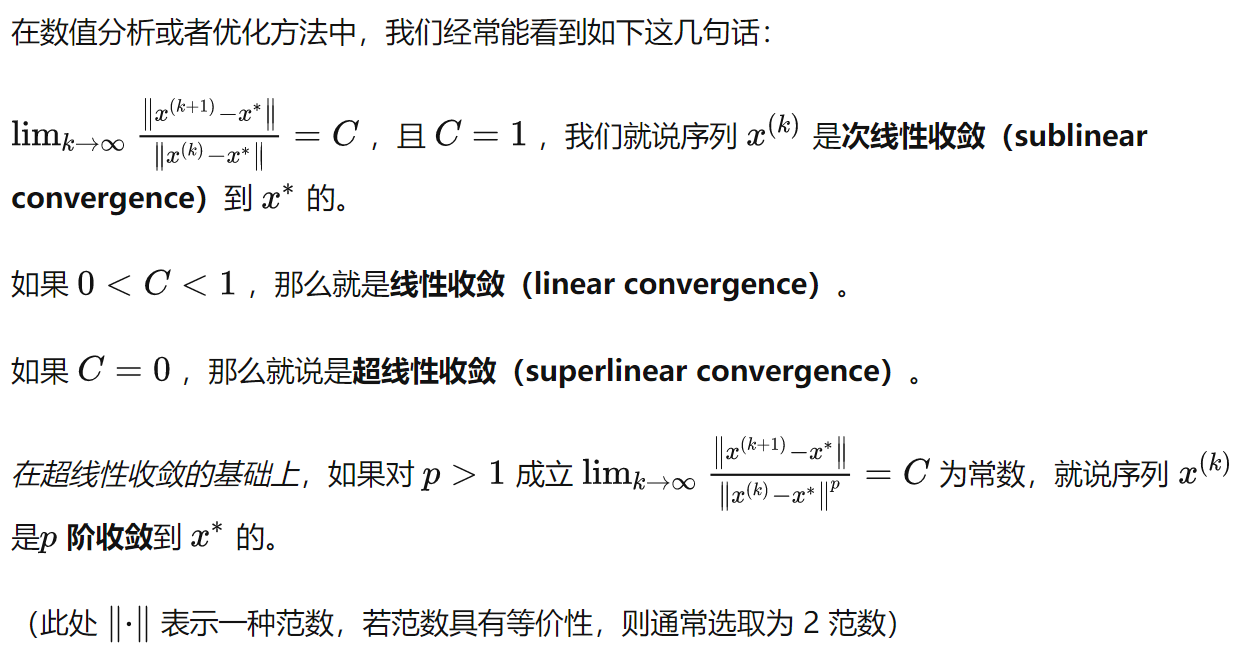 在数值分析或者优化方法中，我们经常能看到如下这几句话：
$\lim_{k\to\infty} \frac{\|x^{(k+1)}-x^*\|}{\|x^{(k)}-x^*\|} = C$ ，且 $C = 1$ ，我们就说序列 $x^{(k)}$ 是次线性收敛（sublinear
convergence）到 $x^*$ 的。
如果 $0 < C < 1$ ，那么就是线性收敛（linear convergence）。
如果 $C = 0$ ，那么就说是超线性收敛（superlinear convergence）。
在超线性收敛的基础上，如果对 $p > 1$ 成立 $\lim_{k\to\infty} \frac{\|x^{(k+1)}-x^*\|}{\|x^{(k)}-x^*\|^p} = C$ 为常数，就说序列 $x^{(k)}$
是$p$ 阶收敛到 $x^*$ 的。
（此处 $\|\cdot\|$ 表示一种范数，若范数具有等价性，则通常选取为 2 范数）